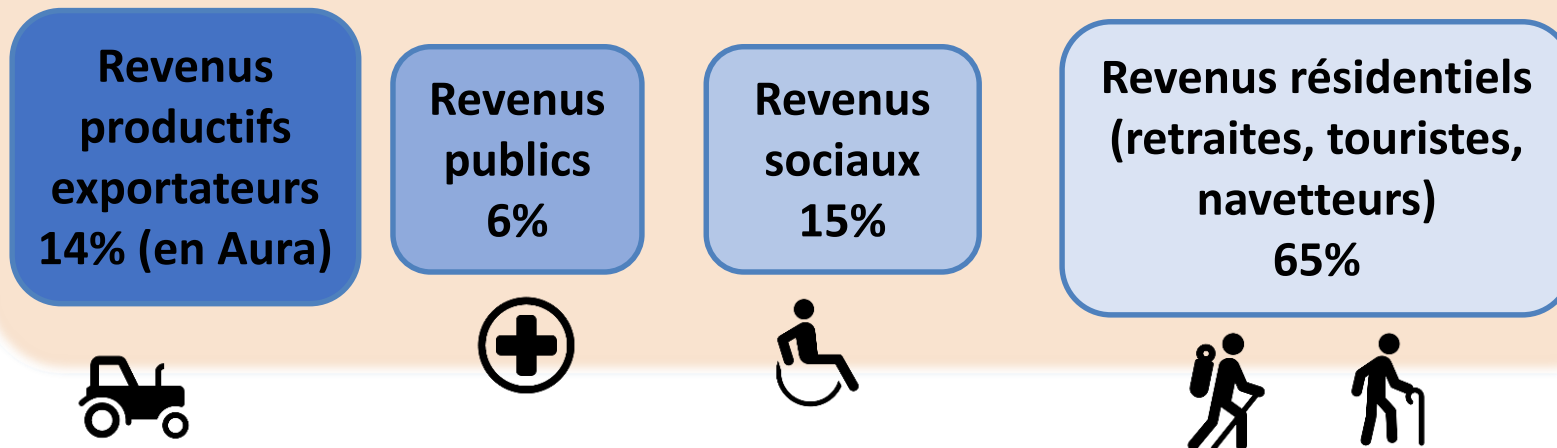 Revenus
productifs
exportateurs
14% (en Aura)
Revenus
publics
6%
Revenus
sociaux
15%
Revenus résidentiels
(retraites, touristes,
navetteurs)
65%